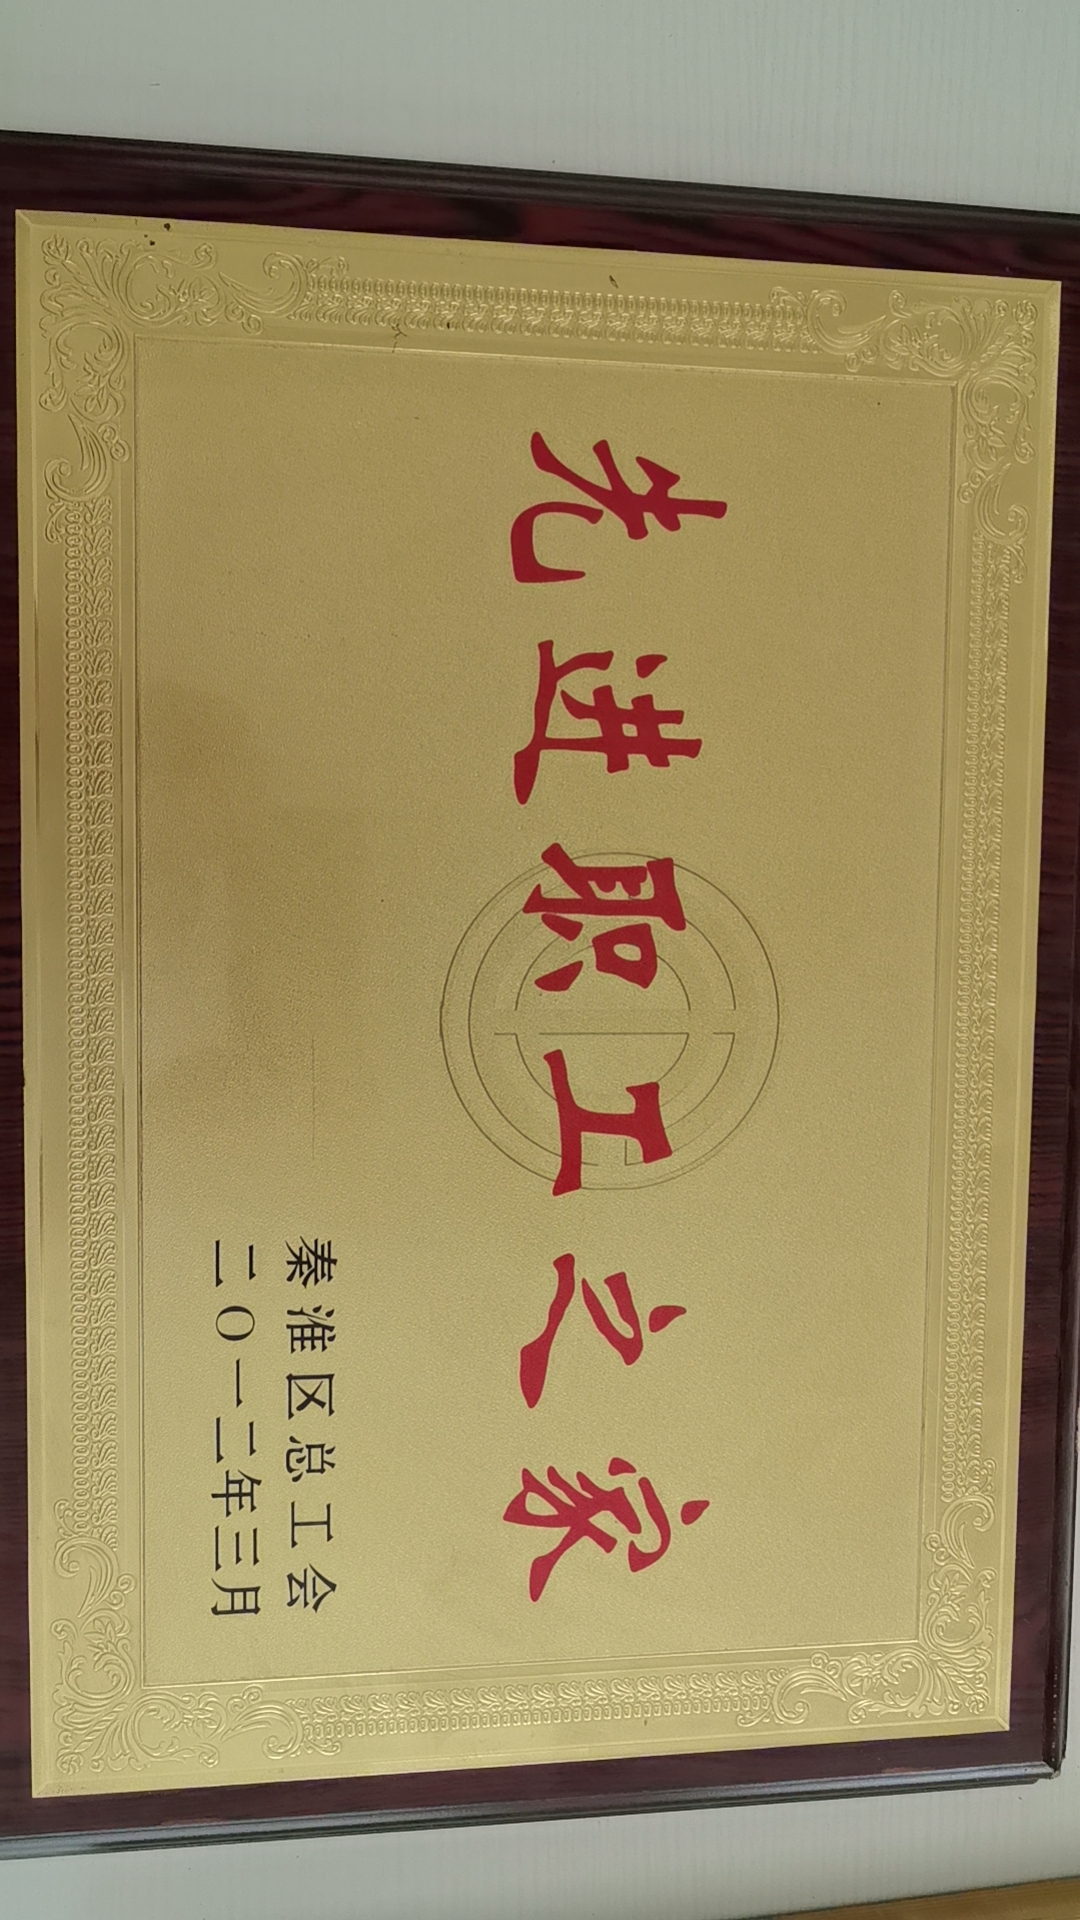 先进职工之家
秦淮区总工会
二〇一二年三月